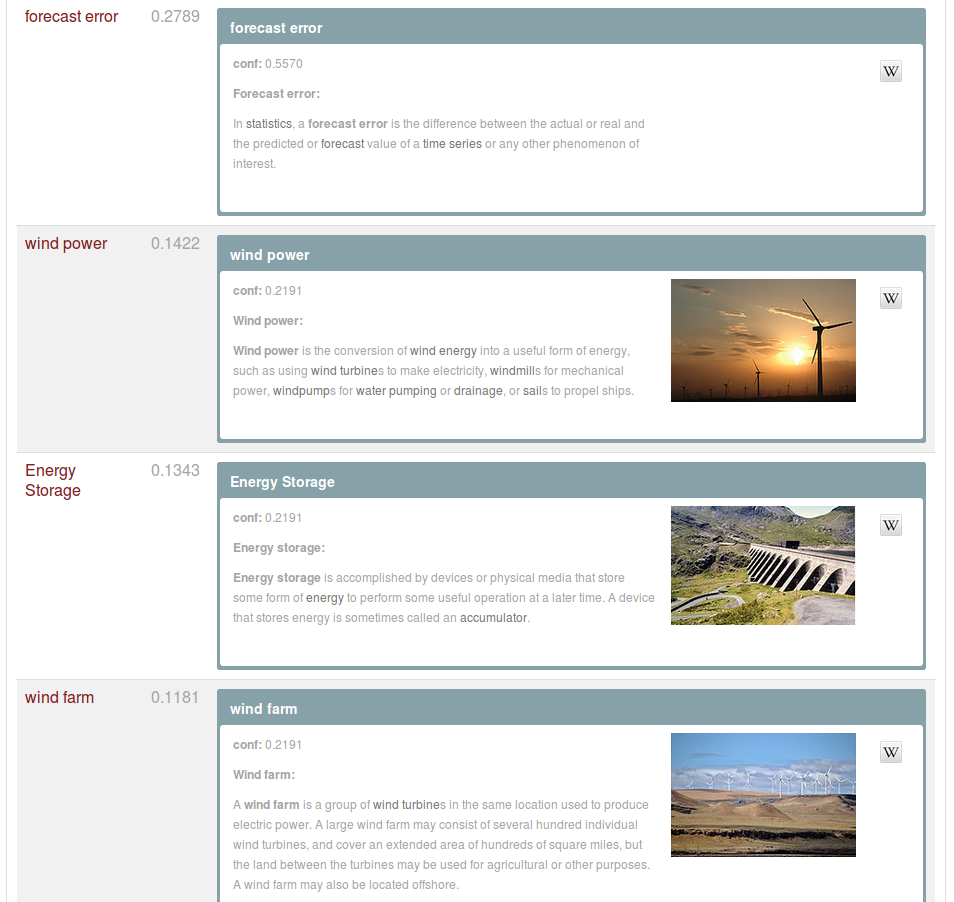 forecast error 0.2789
forecast error
conf: 0.5570
W
Forecast error:
In statistics, a forecast error is the difference between the actual or real and
the predicted or forecast value of a time series or any other phenomenon of
interest.
wind power 0.1422
wind power
conf: 0.2191
W
Wind power:
Wind power is the conversion of wind energy into a useful form of energy,
such as using wind turbines to make electricity, windmills for mechanical
power, windpumps for water pumping or drainage, or sails to propel ships.
Energy
Storage
0.1343
Energy Storage
conf: 0.2191
W
Energy storage:
Energy storage is accomplished by devices or physical media that store
some form of energy to perform some useful operation at a later time. A device
that stores energy is sometimes called an accumulator.
wind farm 0.1181
wind farm
conf: 0.2191
W
Wind farm:
A wind farm is a group of wind turbines in the same location used to produce
electric power. A large wind farm may consist of several hundred individual
wind turbines, and cover an extended area of hundreds of square miles, but
the land between the turbines may be used for agricultural or other purposes.
A wind farm may also be located offshore.